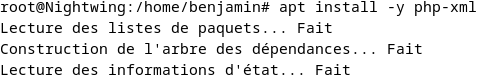 root@Nightwing:/home/benjamin# apt install -y php-xml
Lecture des listes de paquets... Fait
Construction de l'arbre des dépendances... Fait
Lecture des informations d'état... Fait